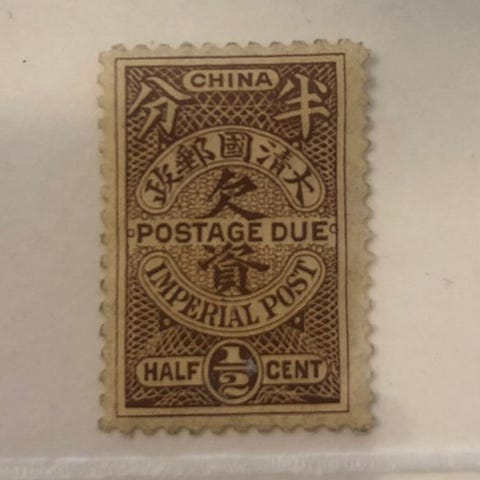 CHINA
半分
大清國郵政
欠資
POSTAGE DUE
IMPERIAL POST
HALF 1/2 CENT